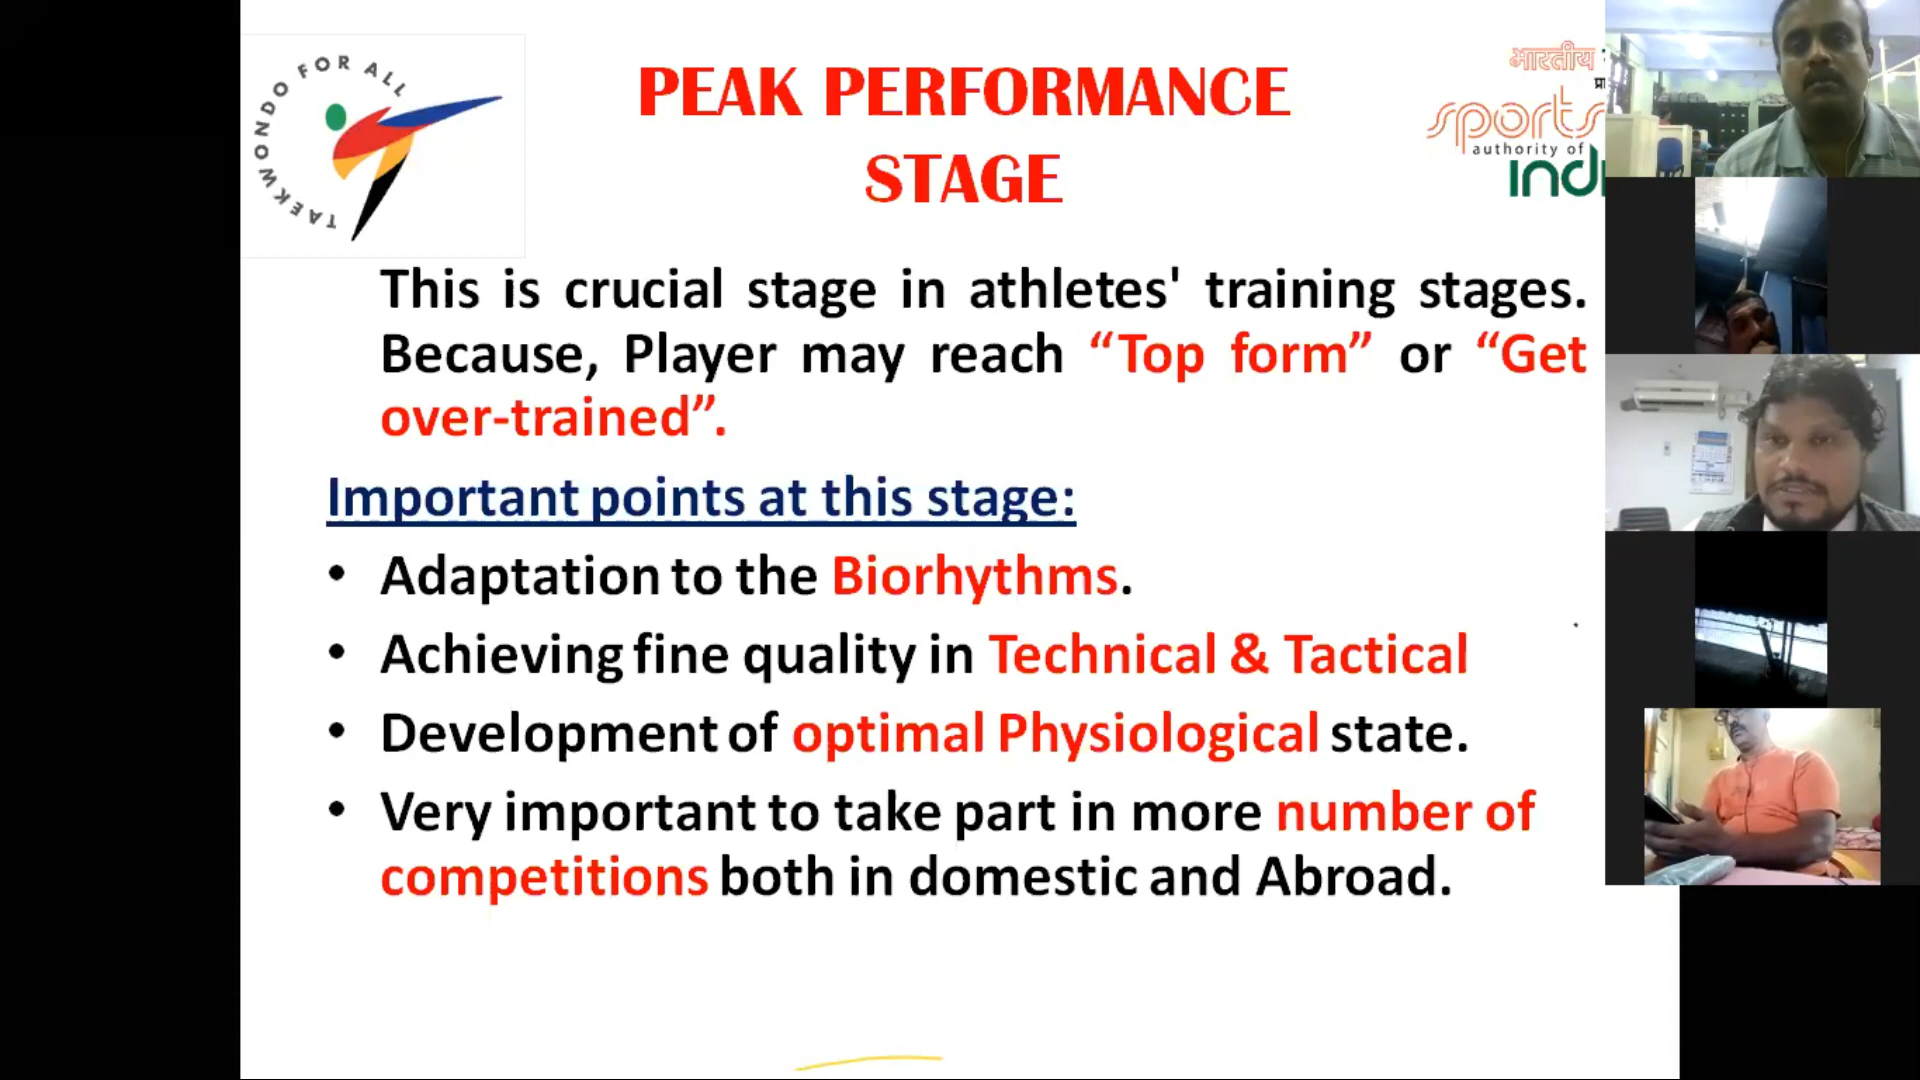 TAEKWONDO FOR ALL
PEAK PERFORMANCE
STAGE
भारतीय
sports
authority of
This is crucial stage in athletes' training stages.
Because, Player may reach “Top form” or “Get
over-trained”.
Important points at this stage:
• Adaptation to the Biorhythms.
• Achieving fine quality in Technical & Tactical
• Development of optimal Physiological state.
• Very important to take part in more number of
competitions both in domestic and Abroad.